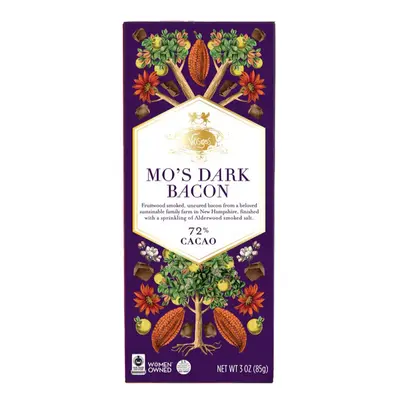 Vosges
MO'S DARK
BACON
Fruitwood smoked, uncured bacon from a beloved
sustainable family farm in New Hampshire, finished
with a sprinkling of Alderwood smoked salt.
72%
CACAO
WOMEN
OWNED
NET WT 3 OZ (85g)